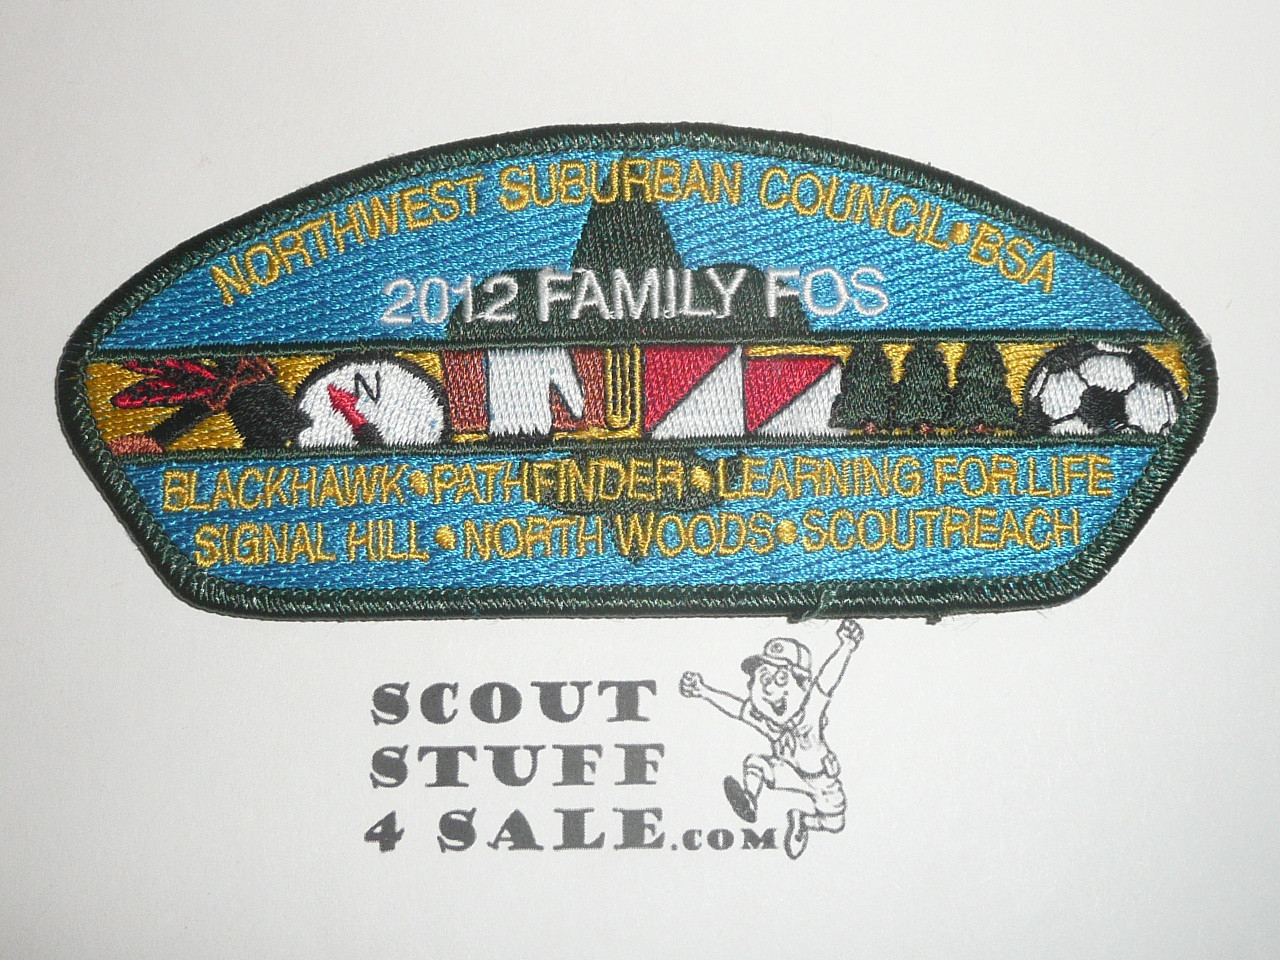 NORTHWEST SUBURBAN COUNCIL•BSA
2012 FAMILY FOS
N
BLACKHAWK•PATHFINDER•LEARNING FOR LIFE
SIGNAL HILL•NORTH WOODS•SCOUTREACH
SCOUT
STUFF
4 SALE.COM